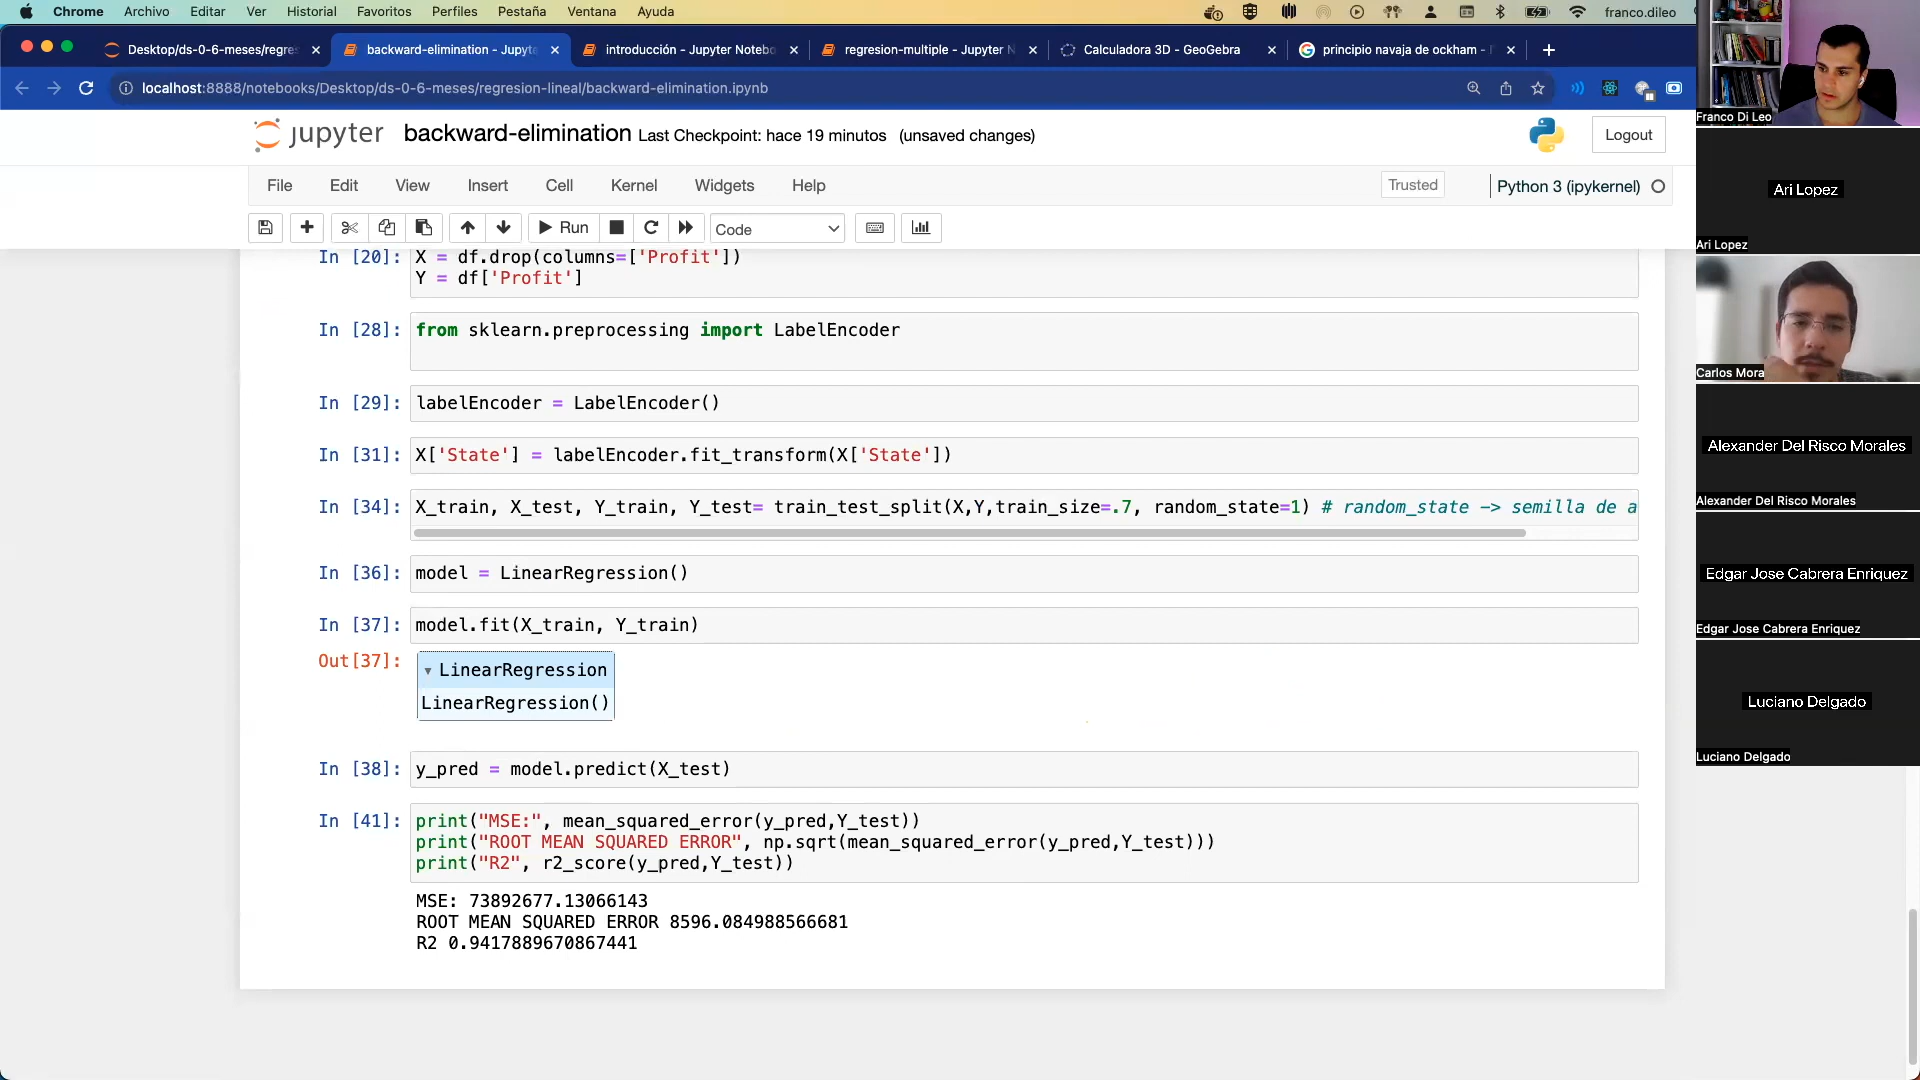 Chrome Archivo Editar Ver Historial Favoritos Perfiles Pestaña Ventana Ayuda franco.dileo
Desktop/ds-0-6-meses/regre
backward-elimination - Jupyt
introducción - Jupyter Notebo
regresion-multiple - Jupyter N
Calculadora 3D - GeoGebra
principio navaja de ockham -
localhost:8888/notebooks/Desktop/ds-0-6-meses/regresion-lineal/backward-elimination.ipynb
jupyter backward-elimination Last Checkpoint: hace 19 minutos (unsaved changes)
Logout
File Edit View Insert Cell Kernel Widgets Help
Trusted
Python 3 (ipykernel)
Run
Code
In [20]: X = df.drop(columns=['Profit'])
Y = df['Profit']
In [28]: from sklearn.preprocessing import LabelEncoder
In [29]: labelEncoder = LabelEncoder()
In [31]: X['State'] = labelEncoder.fit_transform(X['State'])
In [34]: X_train, X_test, Y_train, Y_test= train_test_split(X,Y,train_size=.7, random_state=1) # random_state -> semilla de a
In [36]: model = LinearRegression()
In [37]: model.fit(X_train, Y_train)
Out[37]: LinearRegression
LinearRegression()
In [38]: y_pred = model.predict(X_test)
In [41]: print("MSE:", mean_squared_error(y_pred,Y_test))
print("ROOT MEAN SQUARED ERROR", np.sqrt(mean_squared_error(y_pred,Y_test)))
print("R2", r2_score(y_pred,Y_test))
MSE: 73892677.13066143
ROOT MEAN SQUARED ERROR 8596.084988566681
R2 0.9417889670867441
Franco Di Leo
Ari Lopez
Ari Lopez
Carlos Mora
Alexander Del Risco Morales
Alexander Del Risco Morales
Edgar Jose Cabrera Enriquez
Edgar Jose Cabrera Enriquez
Luciano Delgado
Luciano Delgado